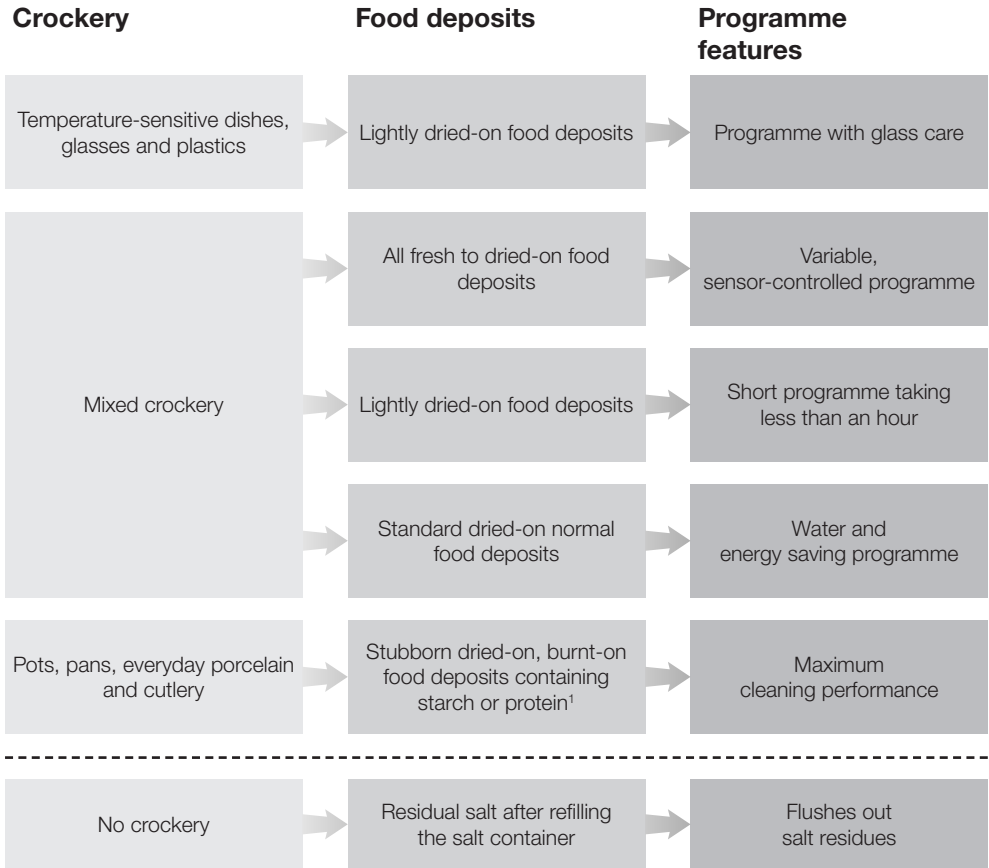 Crockery
Food deposits
Programme
features
Temperature-sensitive dishes,
glasses and plastics
Lightly dried-on food deposits
Programme with glass care
Mixed crockery
All fresh to dried-on food
deposits
Variable,
sensor-controlled programme
Lightly dried-on food deposits
Short programme taking
less than an hour
Standard dried-on normal
food deposits
Water and
energy saving programme
Pots, pans, everyday porcelain
and cutlery
Stubborn dried-on, burnt-on
food deposits containing
starch or protein¹
Maximum
cleaning performance
No crockery
Residual salt after refilling
the salt container
Flushes out
salt residues